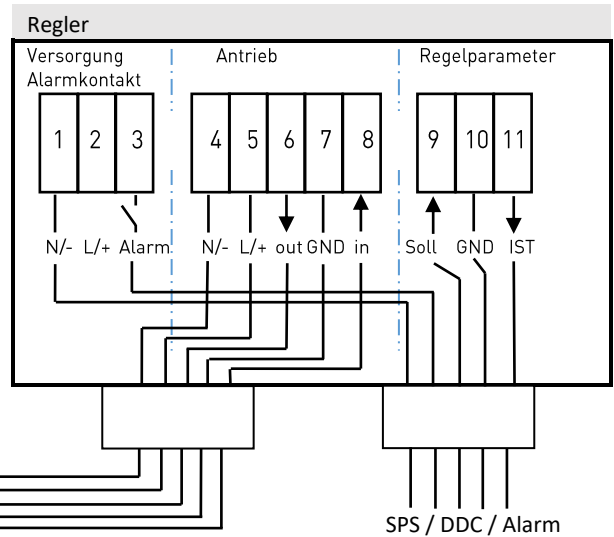 Regler
Versorgung Antrieb Regelparameter
Alarmkontakt
1 2 3 4 5 6 7 8 9 10 11
N/- L/+ Alarm N/- L/+ out GND in Soll GND IST
SPS / DDC / Alarm